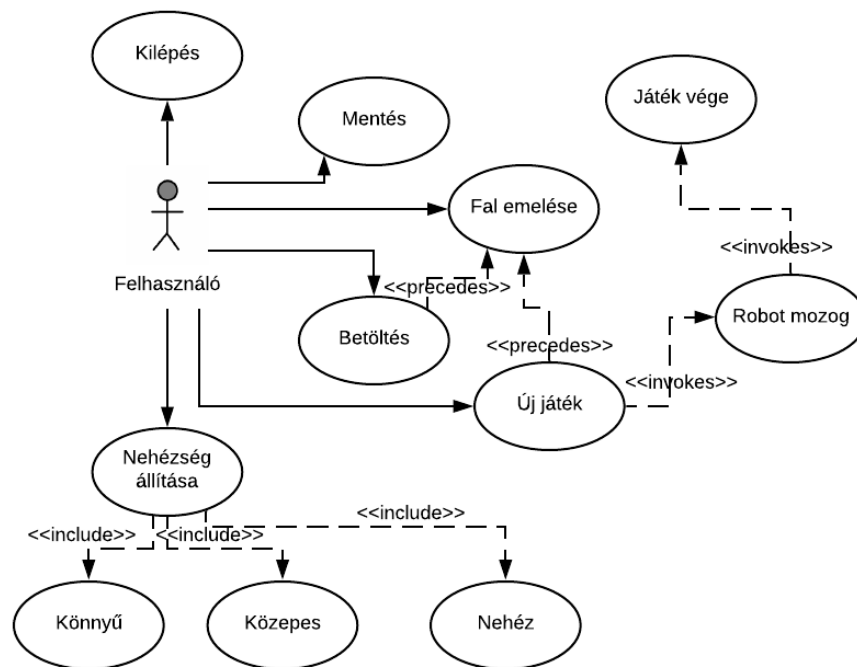 Kilépés
Mentés
Játék vége
Fal emelése
Felhasználó
<<precedes>>
<<invokes>>
Betöltés
Robot mozog
<<precedes>>
<<invokes>>
Új játék
Nehézség
állítása
<<include>>
<<include>>
<<include>>
Könnyű
Közepes
Nehéz